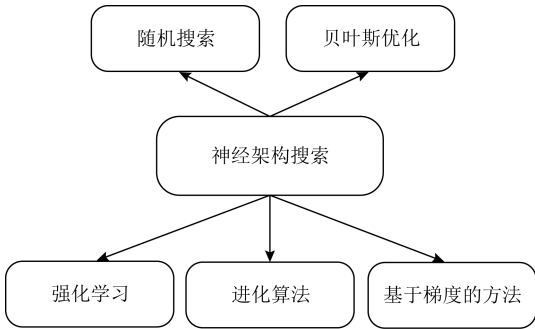 随机搜索
贝叶斯优化
神经架构搜索
强化学习
进化算法
基于梯度的方法